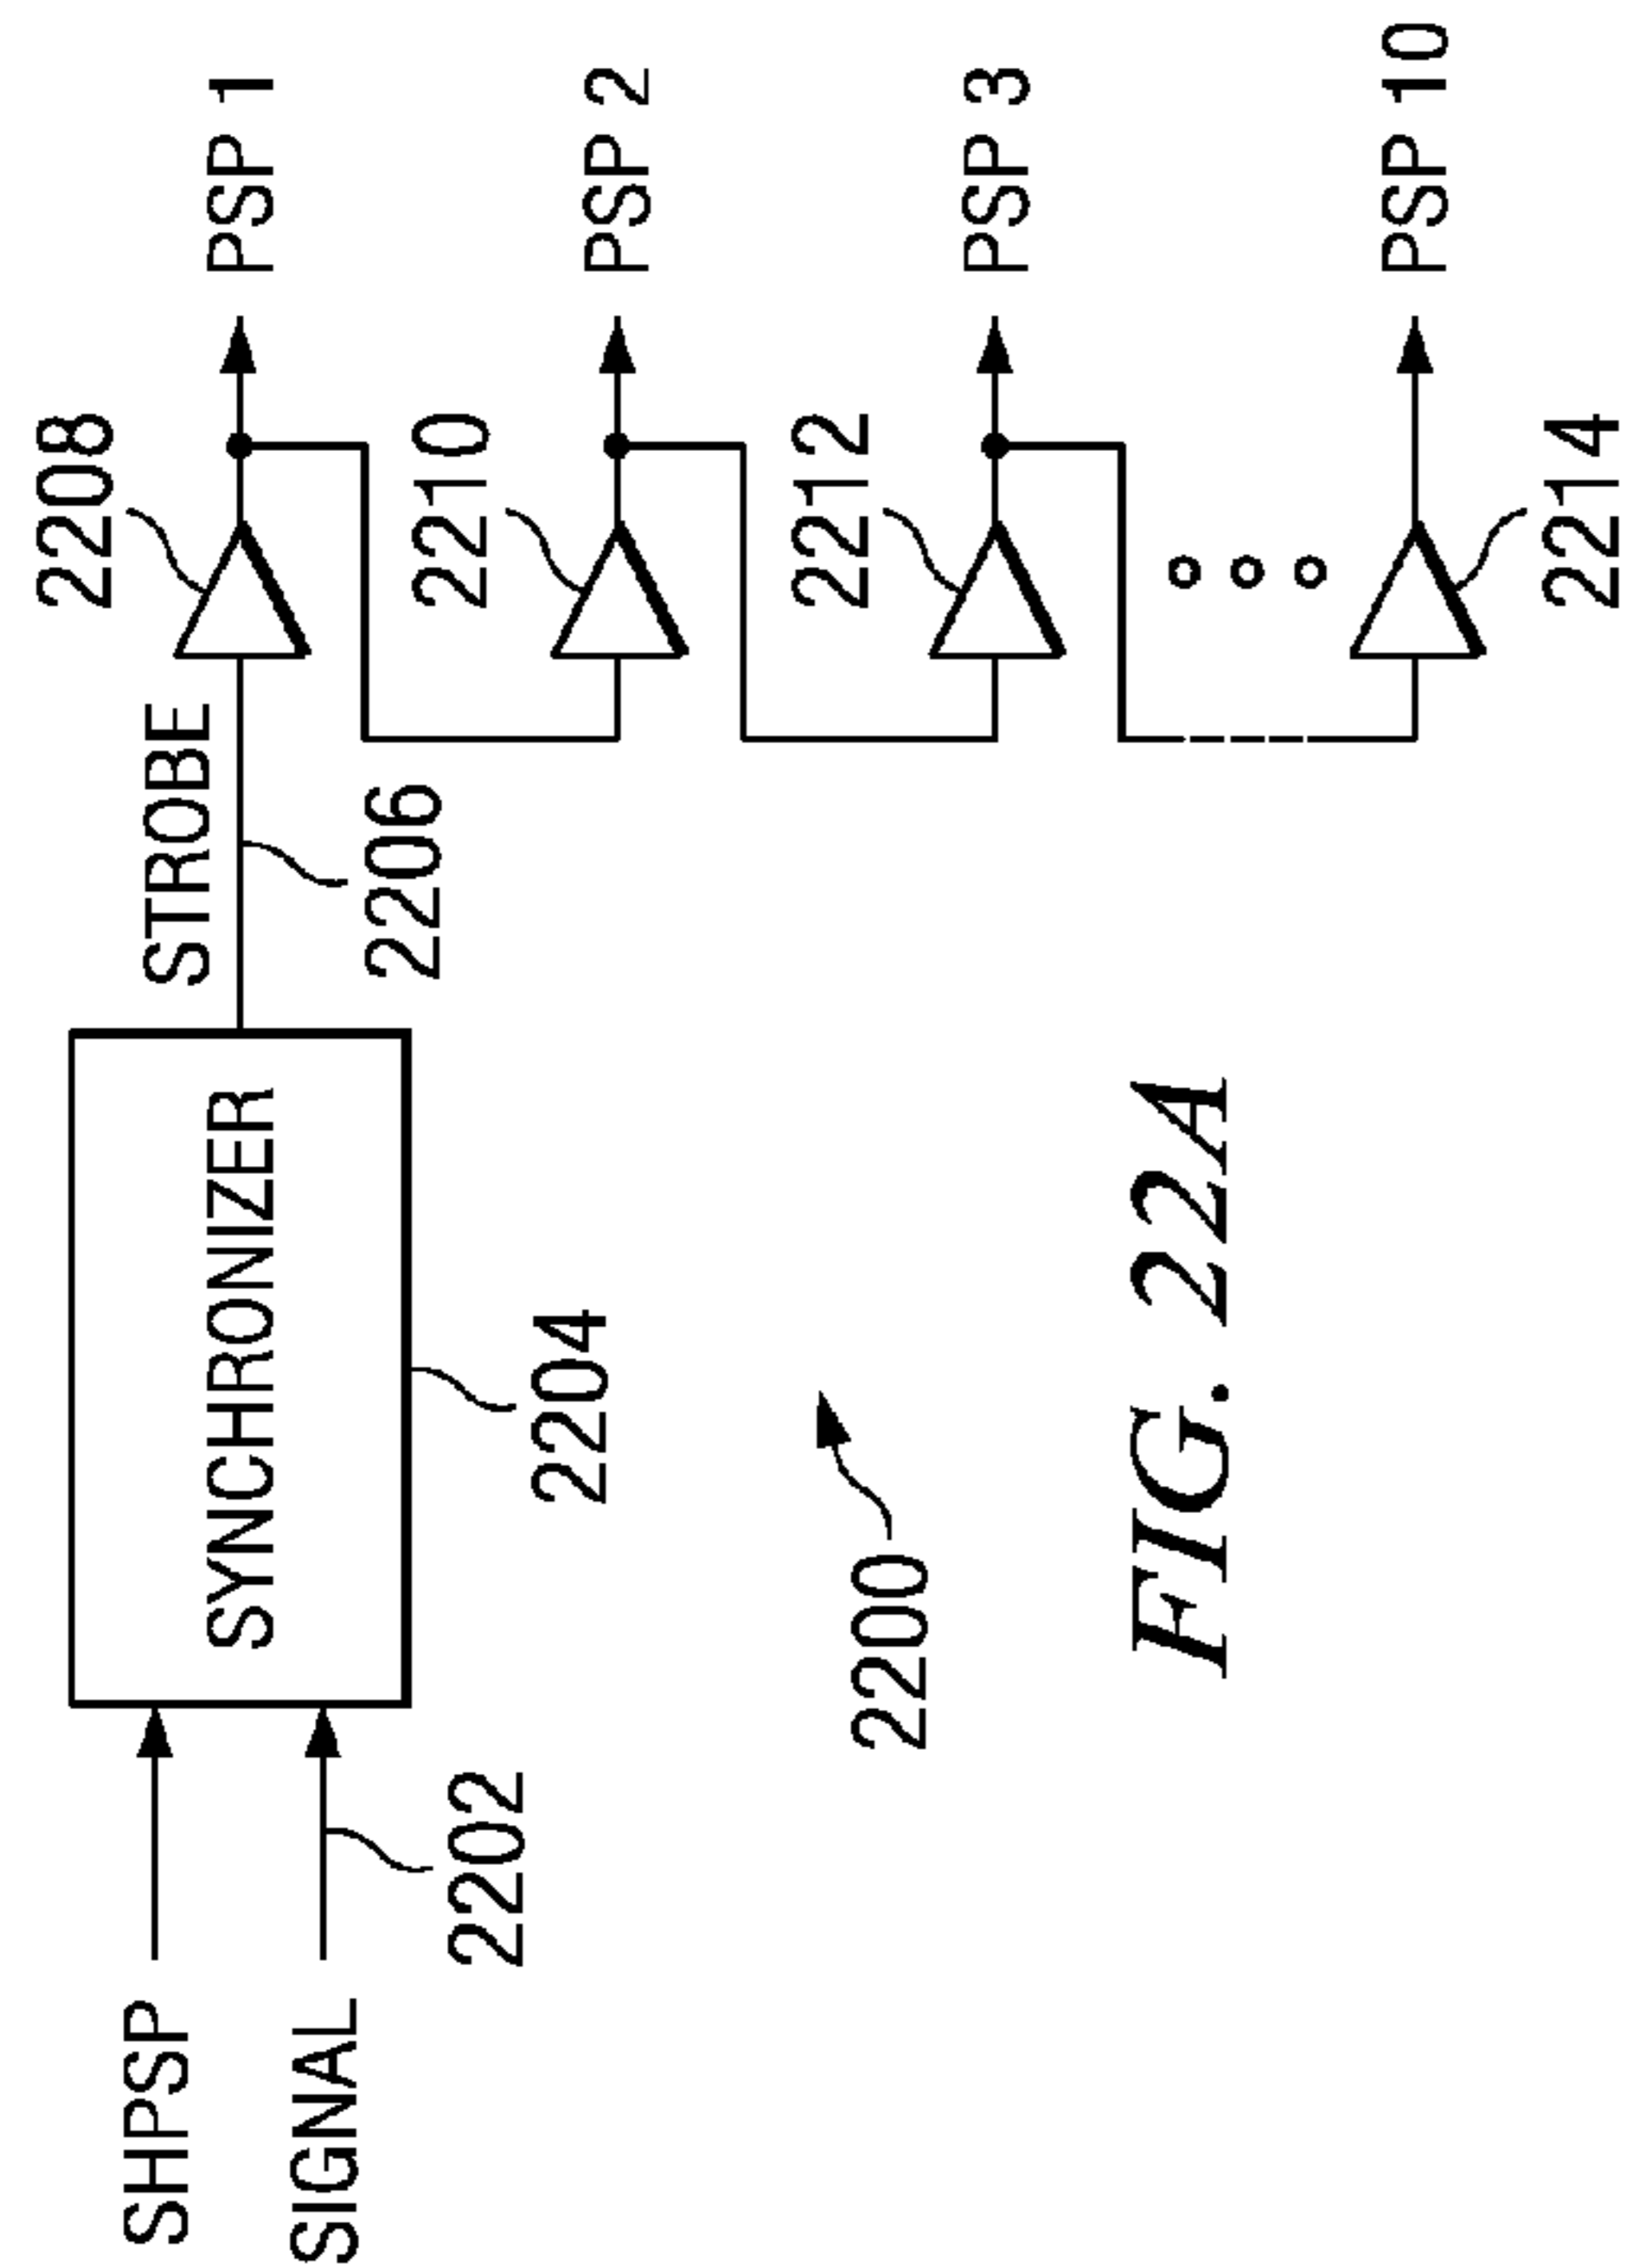 SHPSP
SIGNAL
2202
SYNCHRONIZER
2204
STROBE
2206
2208
PSP 1
2210
PSP 2
2212
PSP 3
2214
PSP 10
2200
FIG. 22A